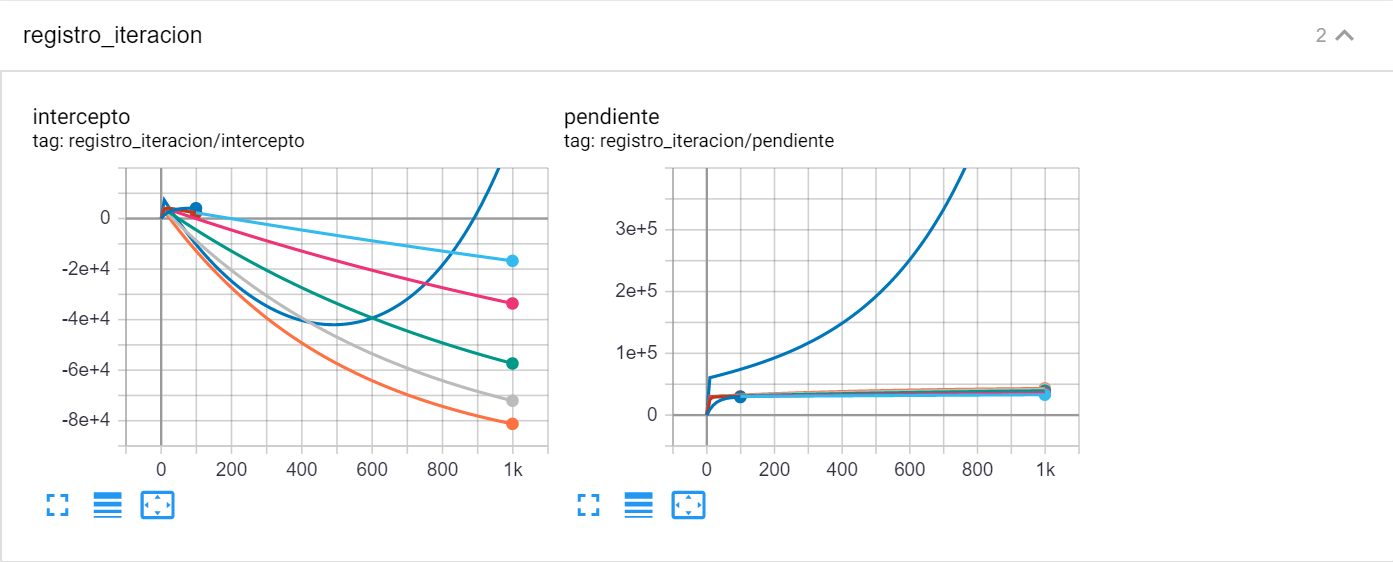 registro_iteracion
2
intercepto
tag: registro_iteracion/intercepto
0
-2e+4
-4e+4
-6e+4
-8e+4
0 200 400 600 800 1k
pendiente
tag: registro_iteracion/pendiente
3e+5
2e+5
1e+5
0
0 200 400 600 800 1k